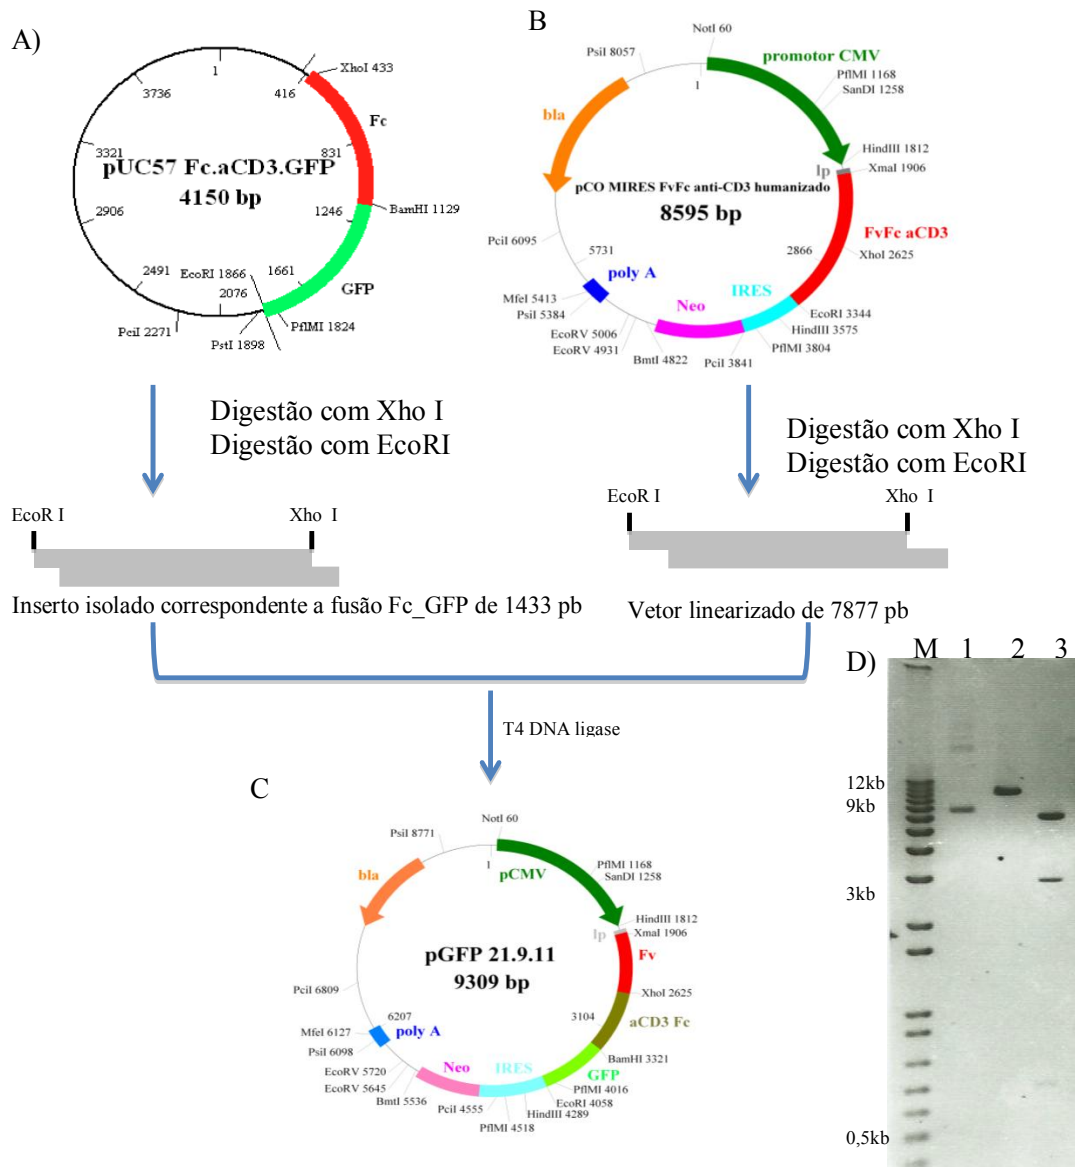 A)
1
XhoI 433
416
3736
Fc
3321
831
pUC57 Fc.aCD3.GFP
4150 bp
2906
1246
BamHI 1129
EcoRI 1866
1661
2491
GFP
2076
PciI 2271
PflMI 1824
PstI 1898
Digestão com Xho I
Digestão com EcoRI
EcoR I
Xho I
Inserto isolado correspondente a fusão Fc_GFP de 1433 pb
B
NotI 60
PsiI 8057
promotor CMV
1
PflMI 1168
SanDI 1258
bla
HindIII 1812
lp
XmaI 1906
pCO MIRES FvFc anti-CD3 humanizado
8595 bp
PciI 6095
FvFc aCD3
5731
2866
XhoI 2625
poly A
MfeI 5413
Neo
IRES
PsiI 5384
EcoRI 3344
EcoRV 5006
HindIII 3575
EcoRV 4931
PflMI 3804
BmtI 4822
PciI 3841
Digestão com Xho I
Digestão com EcoRI
EcoR I
Xho I
Vetor linearizado de 7877 pb
T4 DNA ligase
C
NotI 60
PsiI 8771
1
bla
pCMV
PflMI 1168
SanDI 1258
HindIII 1812
lp
XmaI 1906
pGFP 21.9.11
Fv
9309 bp
PciI 6809
XhoI 2625
6207
3104
aCD3 Fc
MfeI 6127
poly A
PsiI 6098
BamHI 3321
EcoRV 5720
Neo
IRES
GFP
EcoRV 5645
PflMI 4016
BmtI 5536
EcoRI 4058
PciI 4555
HindIII 4289
PflMI 4518
D)
M 1 2 3
12kb
9kb
3kb
0,5kb